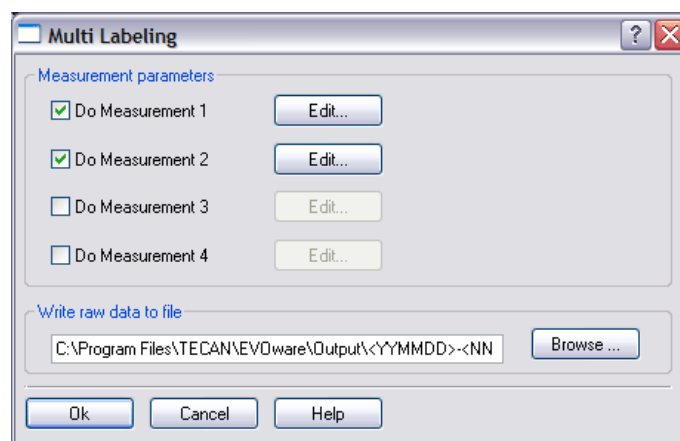 Multi Labeling
?
Measurement parameters
Do Measurement 1 Edit...
Do Measurement 2 Edit...
Do Measurement 3 Edit...
Do Measurement 4 Edit...
Write raw data to file
C:\Program Files\TECAN\EVOware\Output\<YYMMDD>-<NN Browse ...
Ok Cancel Help